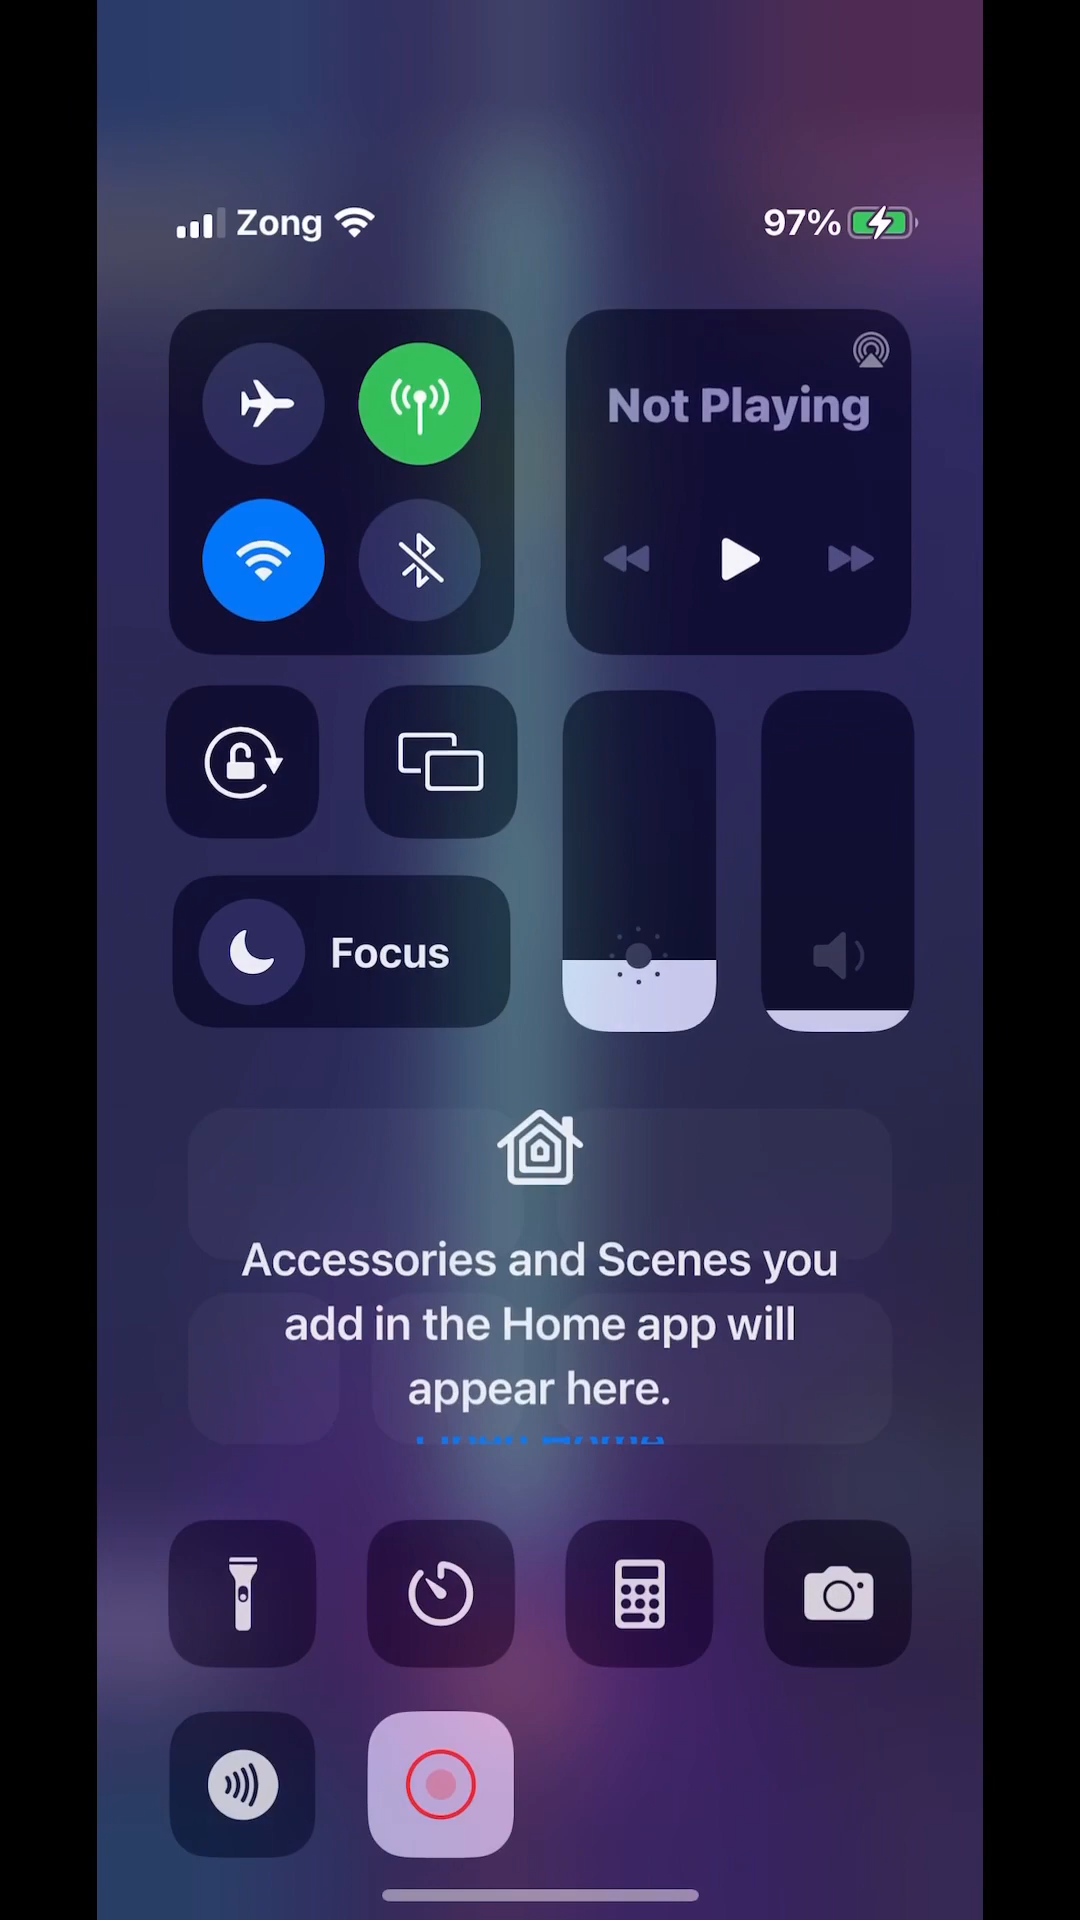 Zong
97%
Not Playing
Focus
Accessories and Scenes you
add in the Home app will
appear here.